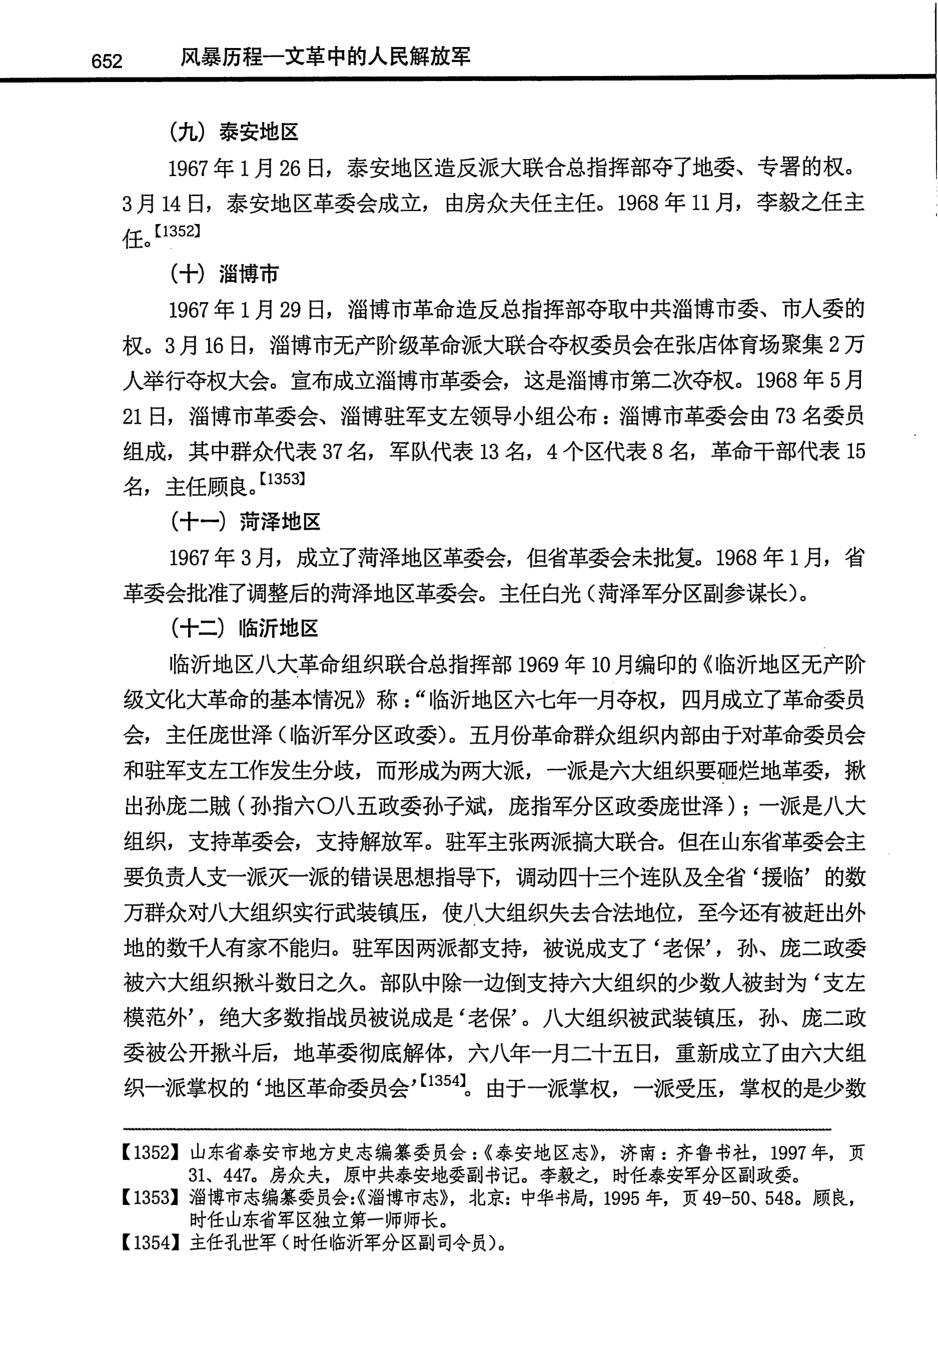 652 风暴历程—文革中的人民解放军
（九）泰安地区
1967 年 1 月 26 日，泰安地区造反派大联合总指挥部夺了地委、专署的权。
3 月 14 日，泰安地区革委会成立，由房众夫任主任。1968 年 11 月，李毅之任主
任。【1352】
（十）淄博市
1967 年 1 月 29 日，淄博市革命造反总指挥部夺取中共淄博市委、市人委的
权。3 月 16 日，淄博市无产阶级革命派大联合夺权委员会在张店体育场聚集 2 万
人举行夺权大会。宣布成立淄博市革委会，这是淄博市第二次夺权。1968 年 5 月
21 日，淄博市革委会、淄博驻军支左领导小组公布：淄博市革委会由 73 名委员
组成，其中群众代表 37 名，军队代表 13 名，4 个区代表 8 名，革命干部代表 15
名，主任顾良。【1353】
（十一）菏泽地区
1967 年 3 月，成立了菏泽地区革委会，但省革委会未批复。1968 年 1 月，省
革委会批准了调整后的菏泽地区革委会。主任白光（菏泽军分区副参谋长）。
（十二）临沂地区
临沂地区八大革命组织联合总指挥部 1969 年 10 月编印的《临沂地区无产阶
级文化大革命的基本情况》称：“临沂地区六七年一月夺权，四月成立了革命委员
会，主任庞世泽（临沂军分区政委）。五月份革命群众组织内部由于对革命委员会
和驻军支左工作发生分歧，而形成为两大派，一派是六大组织要砸烂地革委，揪
出孙庞二贼（孙指六〇八五政委孙子斌，庞指军分区政委庞世泽）；一派是八大
组织，支持革委会，支持解放军。驻军主张两派搞大联合。但在山东省革委会主
要负责人支一派灭一派的错误思想指导下，调动四十三个连队及全省‘援临’的数
万群众对八大组织实行武装镇压，使八大组织失去合法地位，至今还有被赶出外
地的数千人有家不能归。驻军因两派都支持，被说成支了‘老保’，孙、庞二政委
被六大组织揪斗数日之久。部队中除一边倒支持六大组织的少数人被封为‘支左
模范外’，绝大多数指战员被说成是‘老保’。八大组织被武装镇压，孙、庞二政
委被公开揪斗后，地革委彻底解体，六八年一月二十五日，重新成立了由六大组
织一派掌权的‘地区革命委员会’【1354】。由于一派掌权，一派受压，掌权的是少数
【1352】山东省泰安市地方史志编纂委员会：《泰安地区志》，济南：齐鲁书社，1997 年，页
31、447。房众夫，原中共泰安地委副书记。李毅之，时任泰安军分区副政委。
【1353】淄博市志编纂委员会：《淄博市志》，北京：中华书局，1995 年，页 49-50、548。顾良，
时任山东省军区独立第一师师长。
【1354】主任孔世军（时任临沂军分区副司令员）。